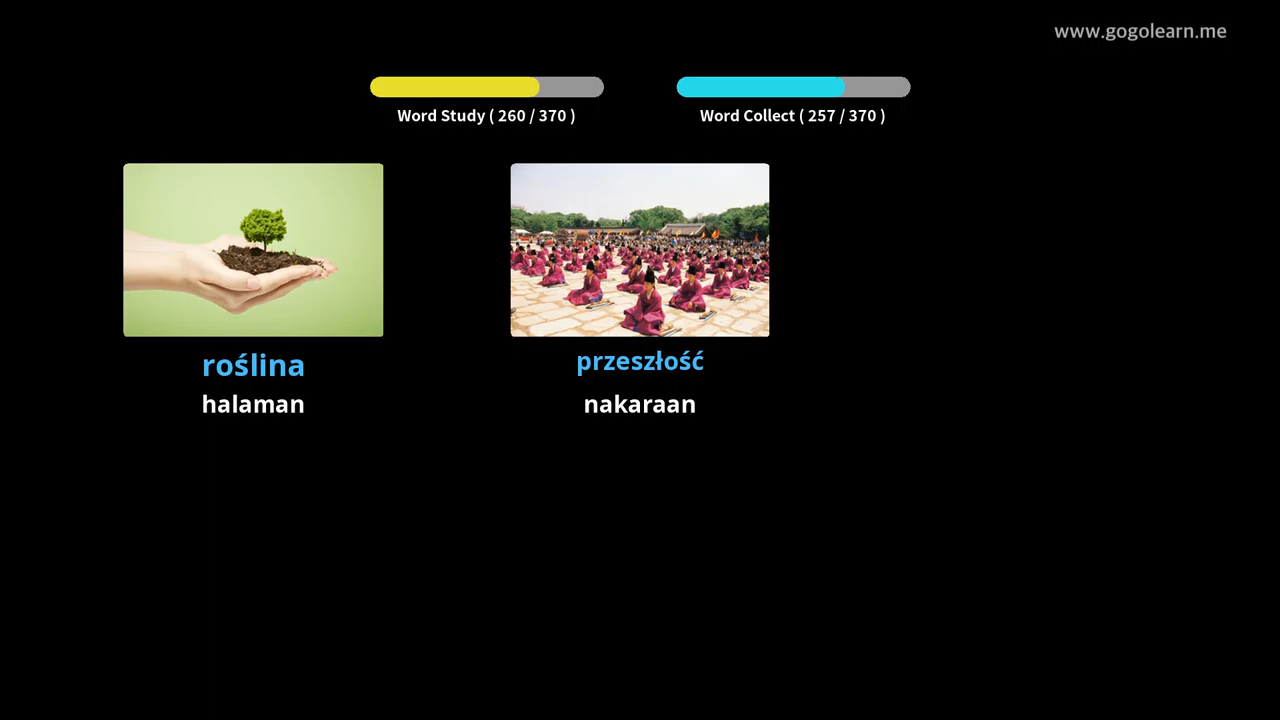 www.gogolearn.me
Word Study ( 260 / 370 )
Word Collect ( 257 / 370 )
roślina
halaman
przeszłość
nakaraan